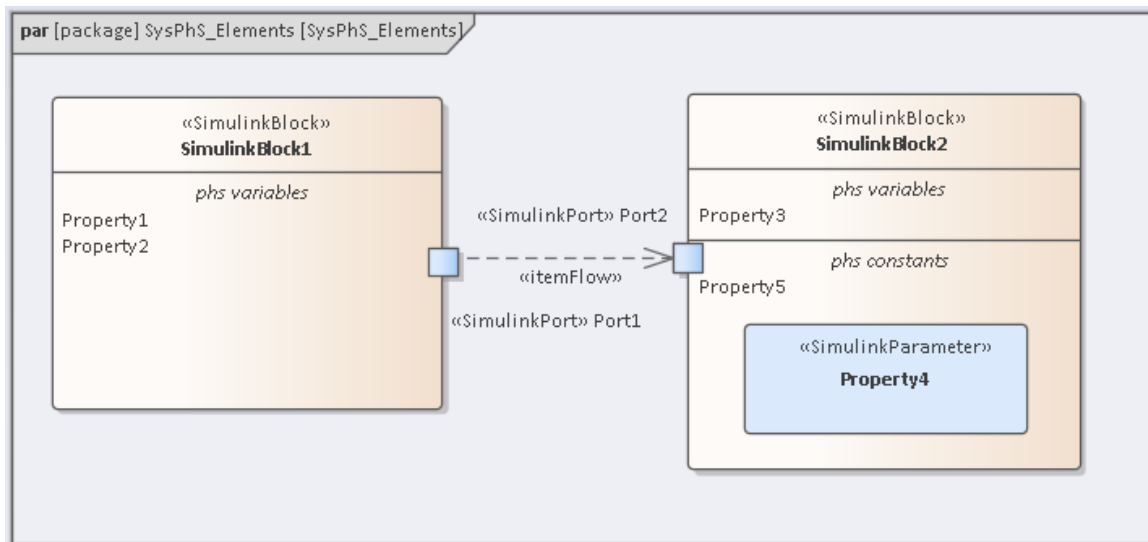 par [package] SysPhS_Elements [SysPhS_Elements]
«SimulinkBlock»
SimulinkBlock1
phs variables
Property1
Property2
«SimulinkPort» Port2
«itemFlow»
«SimulinkPort» Port1
«SimulinkBlock»
SimulinkBlock2
phs variables
Property3
phs constants
Property5
«SimulinkParameter»
Property4